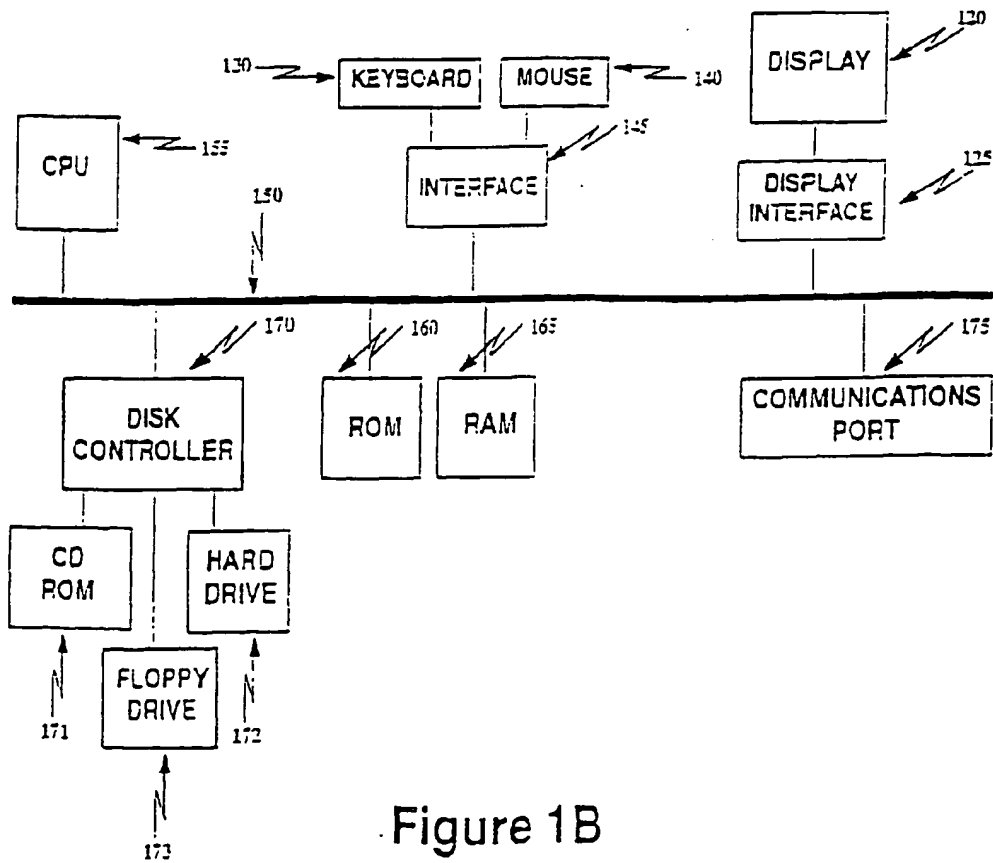 120
DISPLAY
130
KEYBOARD
MOUSE
140
CPU
155
INTERFACE
145
DISPLAY
INTERFACE
125
150
170
160
165
175
DISK
CONTROLLER
ROM
RAM
COMMUNICATIONS
PORT
CD
ROM
HARD
DRIVE
FLOPPY
DRIVE
171
172
173
Figure 1B